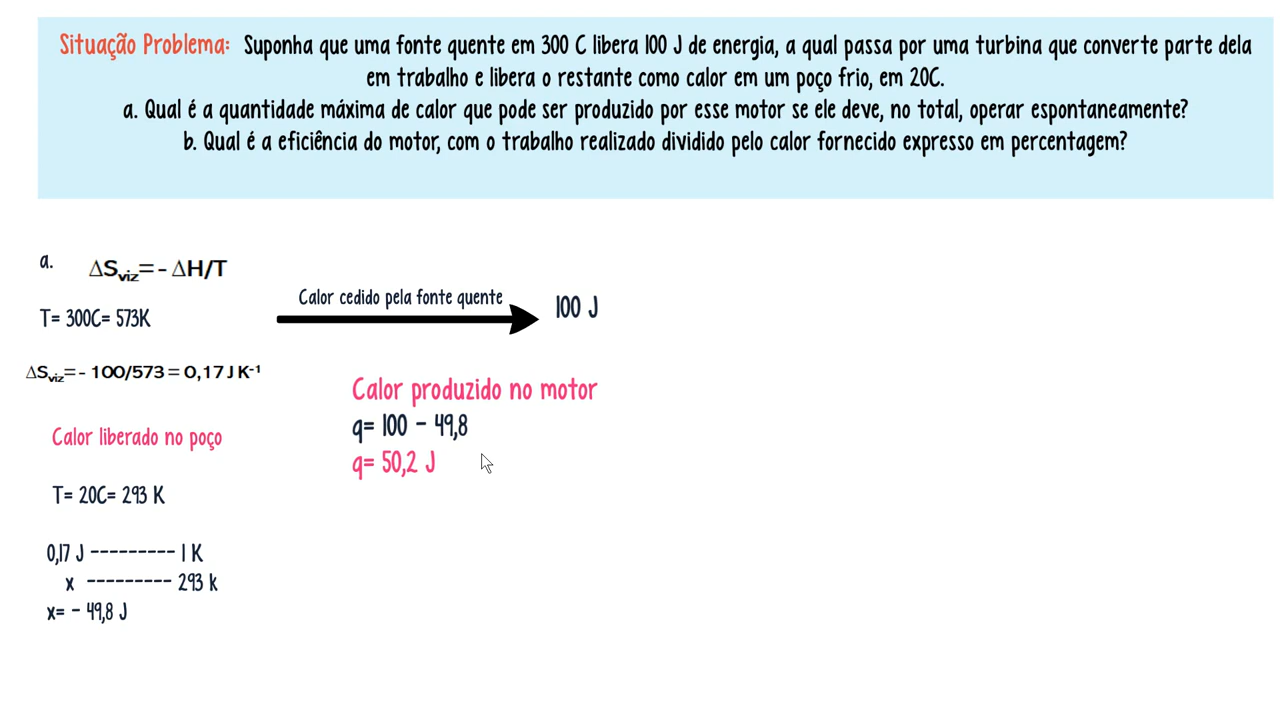 Situação Problema: Suponha que uma fonte quente em 300 C libera 100 J de energia, a qual passa por uma turbina que converte parte dela
em trabalho e libera o restante como calor em um poço frio, em 20C.
a. Qual é a quantidade máxima de calor que pode ser produzido por esse motor se ele deve, no total, operar espontaneamente?
b. Qual é a eficiência do motor, com o trabalho realizado dividido pelo calor fornecido expresso em percentagem?
a. ΔSviz=- ΔH/T
Calor cedido pela fonte quente
100 J
T= 300C= 573K
ΔSviz=- 100/573 = 0,17 J K-1
Calor produzido no motor
q= 100 - 49,8
q= 50,2 J
Calor liberado no poço
T= 20C= 293 K
0,17 J --------- 1 K
x --------- 293 k
x= - 49,8 J